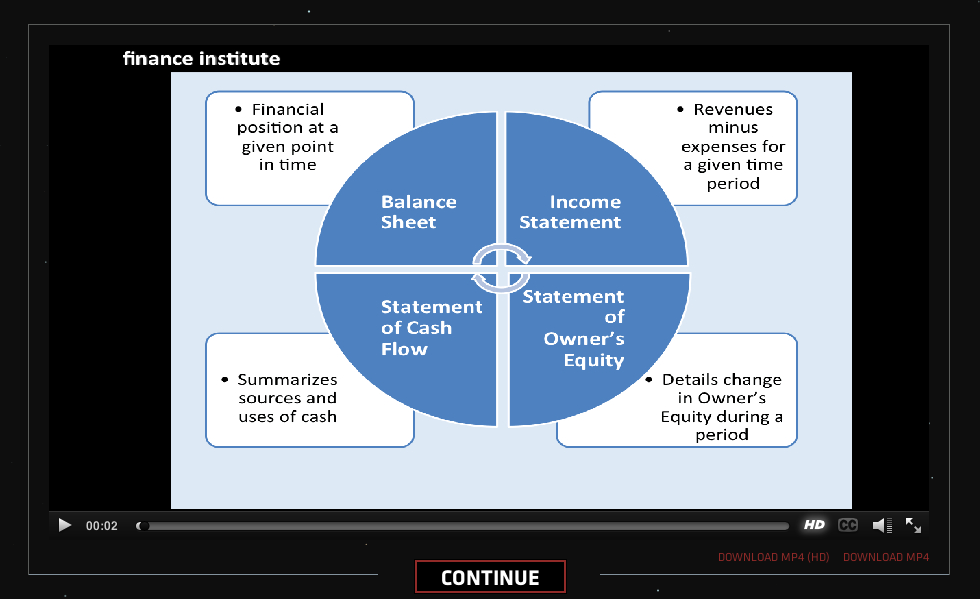 finance institute
• Financial
position at a
given point
in time
• Revenues
minus
expenses for
a given time
period
Balance
Sheet
Income
Statement
Statement
of Cash
Flow
Statement
of
Owner’s
Equity
• Summarizes
sources and
uses of cash
• Details change
in Owner’s
Equity during a
period
00:02
HD
CC
DOWNLOAD MP4 (HD) DOWNLOAD MP4
CONTINUE